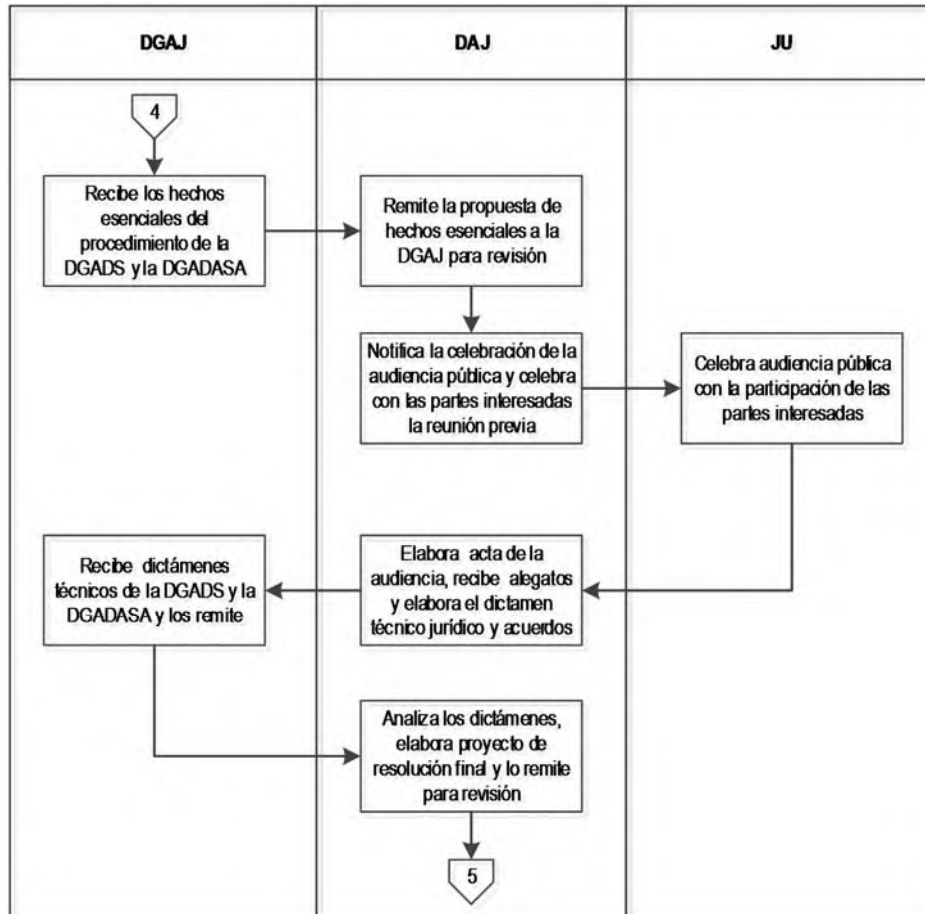 DGAJ
DAJ
JU
4
Recibe los hechos
esenciales del
procedimiento de la
DGADS y la DGADASA
Remite la propuesta de
hechos esenciales a la
DGAJ para revisión
Notifica la celebración de la
audiencia pública y celebra
con las partes interesadas
la reunión previa
Celebra audiencia pública
con la participación de las
partes interesadas
Elabora acta de la
audiencia, recibe alegatos
y elabora el dictamen
técnico jurídico y acuerdos
Recibe dictámenes
técnicos de la DGADS y la
DGADASA y los remite
Analiza los dictámenes,
elabora proyecto de
resolución final y lo remite
para revisión
5